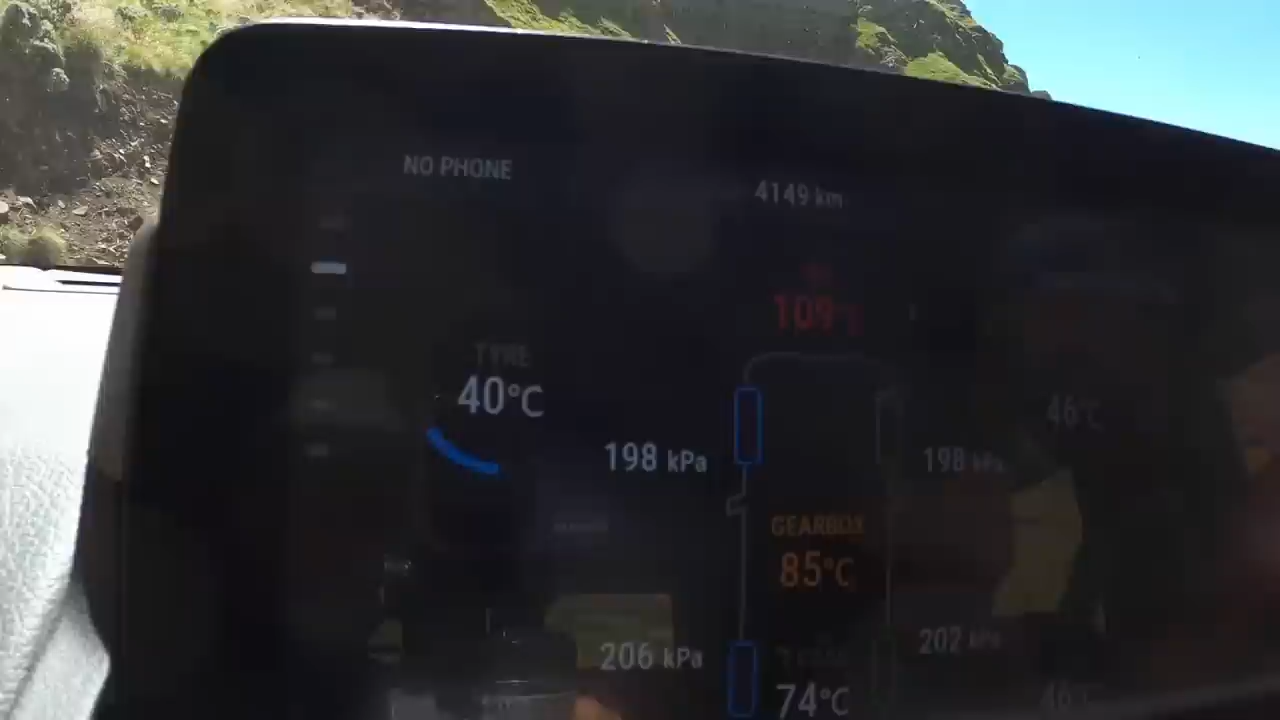 NO PHONE
4149 km
109°C
TYRE
40°C
46°C
198 kPa
198 kPa
GEARBOX
85°C
206 kPa
202 kPa
74°C
46°C